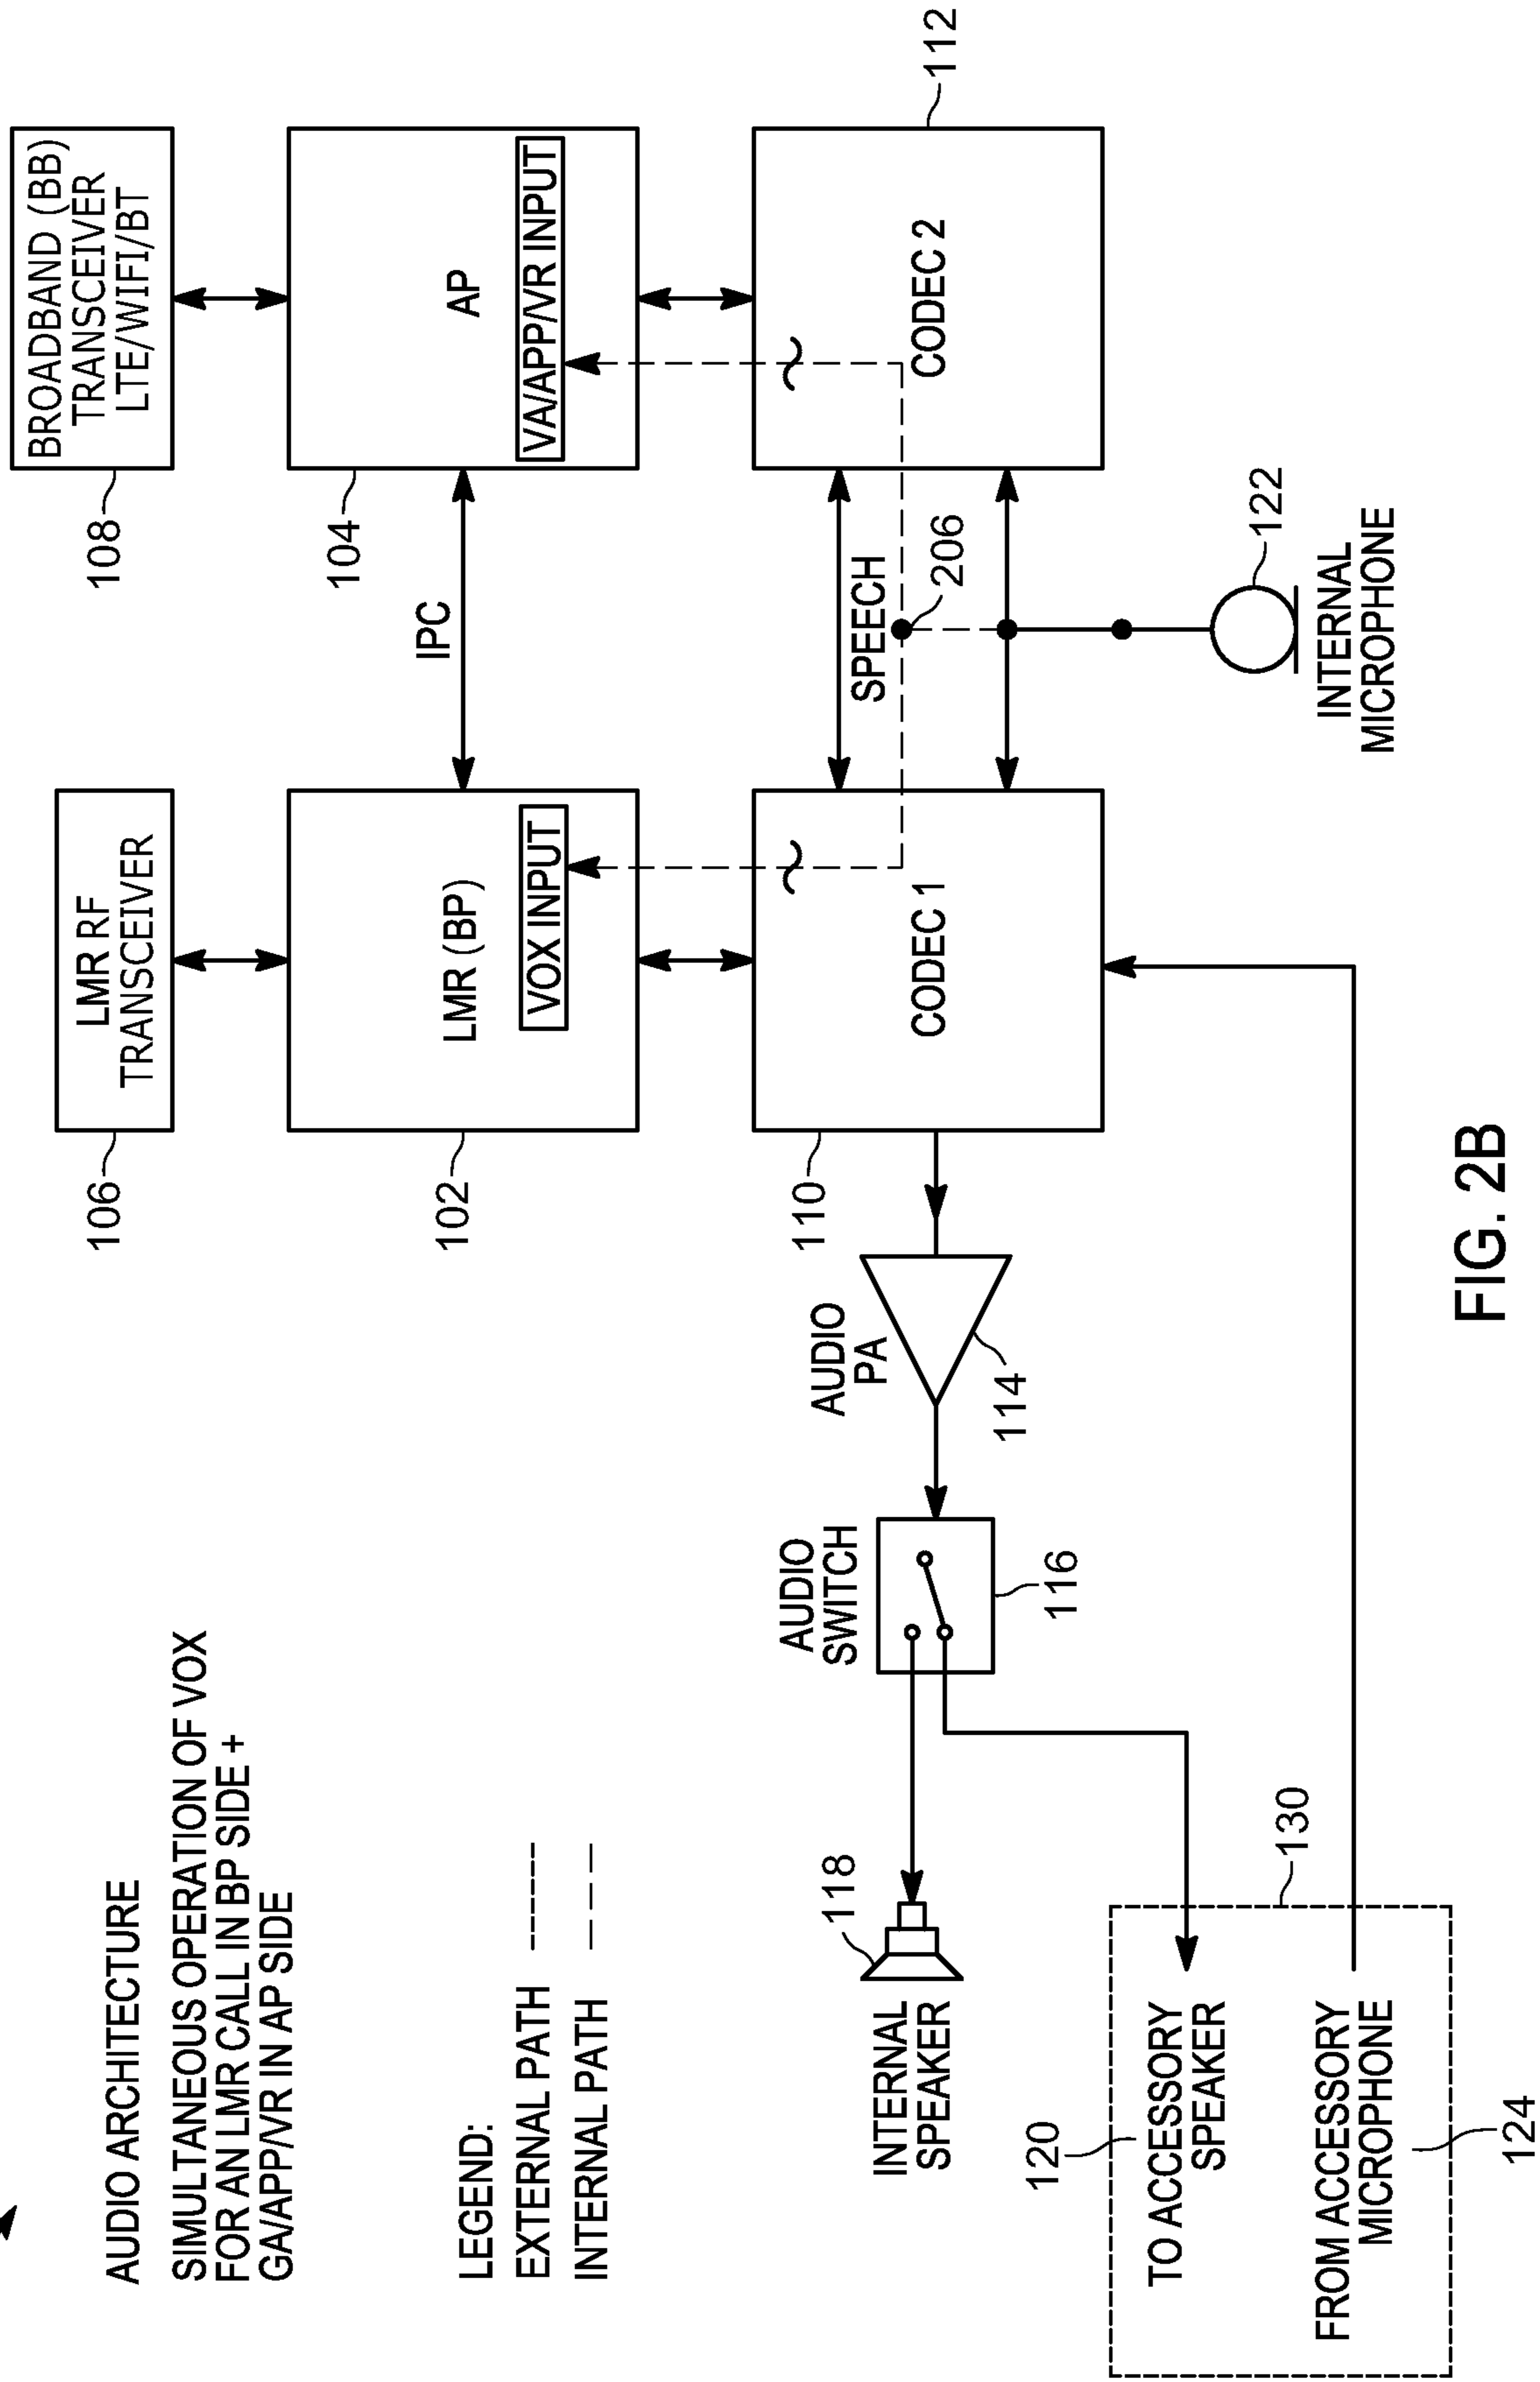 AUDIO ARCHITECTURE
SIMULTANEOUS OPERATION OF VOX
FOR AN LMR CALL IN BP SIDE +
GA/APP/VR IN AP SIDE
LEGEND:
EXTERNAL PATH
INTERNAL PATH
106
LMR RF
TRANSCEIVER
108
BROADBAND (BB)
TRANSCEIVER
LTE/WIFI/BT
102
LMR (BP)
VOX INPUT
IPC
104
AP
VA/APP/VR INPUT
110
CODEC 1
SPEECH
206
CODEC 2
112
AUDIO
PA
114
AUDIO
SWITCH
116
118
INTERNAL
SPEAKER
120
TO ACCESSORY
SPEAKER
130
FROM ACCESSORY
MICROPHONE
124
122
INTERNAL
MICROPHONE
FIG. 2B